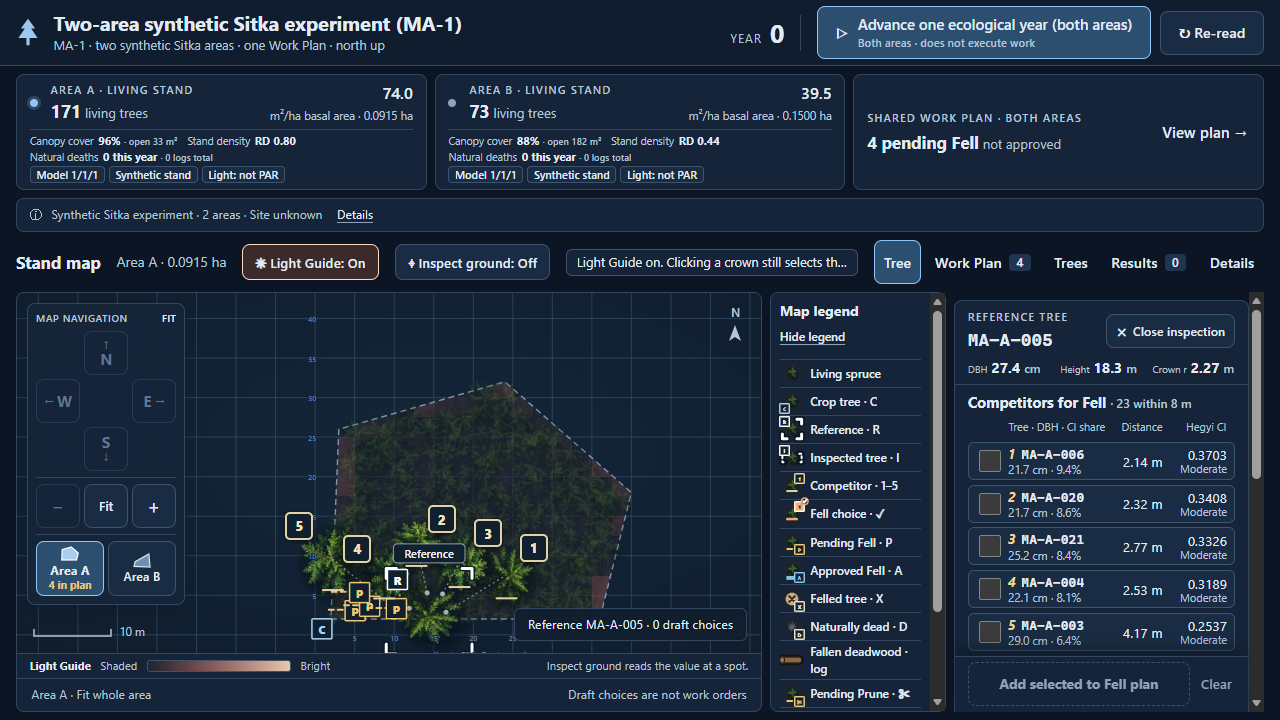 Two-area synthetic Sitka experiment (MA-1)
MA-1 · two synthetic Sitka areas · one Work Plan · north up
YEAR 0
▷ Advance one ecological year (both areas)
Both areas · does not execute work
↻ Re-read
AREA A · LIVING STAND
171 living trees
74.0
m²/ha basal area · 0.0915 ha
Canopy cover 96% · open 33 m² Stand density RD 0.80
Natural deaths 0 this year · 0 logs total
Model 1/1/1 Synthetic stand Light: not PAR
AREA B · LIVING STAND
73 living trees
39.5
m²/ha basal area · 0.1500 ha
Canopy cover 88% · open 182 m² Stand density RD 0.44
Natural deaths 0 this year · 0 logs total
Model 1/1/1 Synthetic stand Light: not PAR
SHARED WORK PLAN · BOTH AREAS
4 pending Fell not approved
View plan →
ⓘ Synthetic Sitka experiment · 2 areas · Site unknown Details
Stand map Area A · 0.0915 ha
Light Guide: On
Inspect ground: Off
Light Guide on. Clicking a crown still selects th...
Tree
Work Plan 4
Trees
Results 0
Details
MAP NAVIGATION FIT
↑
N
←W
E→
S
↓
−
Fit
+
Area A
4 in plan
Area B
10 m
N
40
35
30
25
20
15
10
5
5
2
3
4
1
Reference
R
P
P
P
P
C
5 10 15 20 25
Reference MA-A-005 · 0 draft choices
Light Guide Shaded Bright
Inspect ground reads the value at a spot.
Area A · Fit whole area
Draft choices are not work orders
Map legend
Hide legend
Living spruce
Crop tree · C
Reference · R
Inspected tree · I
Competitor · 1–5
Fell choice · ✓
Pending Fell · P
Approved Fell · A
Felled tree · X
Naturally dead · D
Fallen deadwood ·
log
Pending Prune · ✂
REFERENCE TREE
MA-A-005
✕ Close inspection
DBH 27.4 cm Height 18.3 m Crown r 2.27 m
Competitors for Fell · 23 within 8 m
Tree · DBH · CI share Distance Hegyi CI
1 MA-A-006
21.7 cm · 9.4%
2.14 m
0.3703
Moderate
2 MA-A-020
21.7 cm · 8.6%
2.32 m
0.3408
Moderate
3 MA-A-021
25.2 cm · 8.4%
2.77 m
0.3326
Moderate
4 MA-A-004
22.1 cm · 8.1%
2.53 m
0.3189
Moderate
5 MA-A-003
29.0 cm · 6.4%
4.17 m
0.2537
Moderate
Add selected to Fell plan
Clear